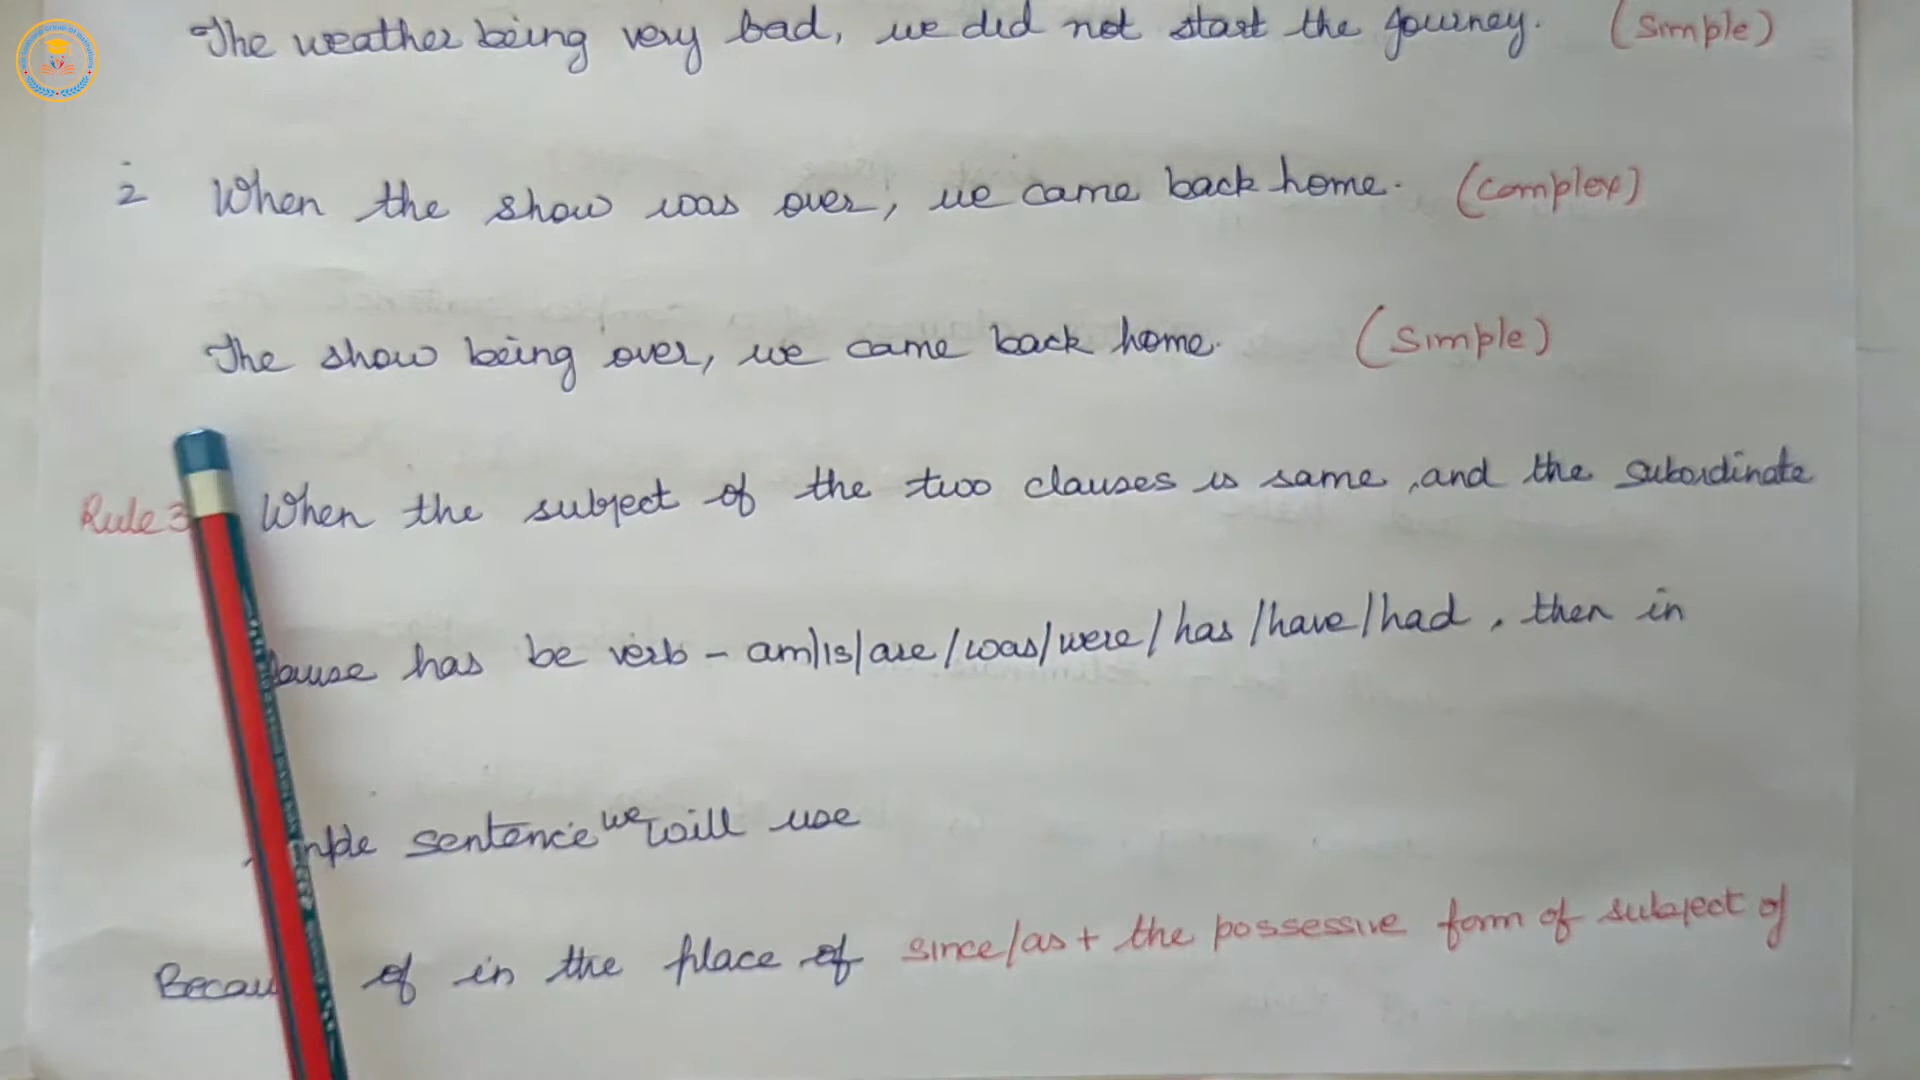 The weather being very bad, we did not start the journey. (Simple)
2 When the show was over, we came back home. (Complex)
The show being over, we came back home. (Simple)
Rule 3 When the subject of the two clauses is same, and the subordinate
has be verb - am/is/are/was/were/has/have/had, then in
sentence we will use
of in the place of since/as + the possessive form of subject of